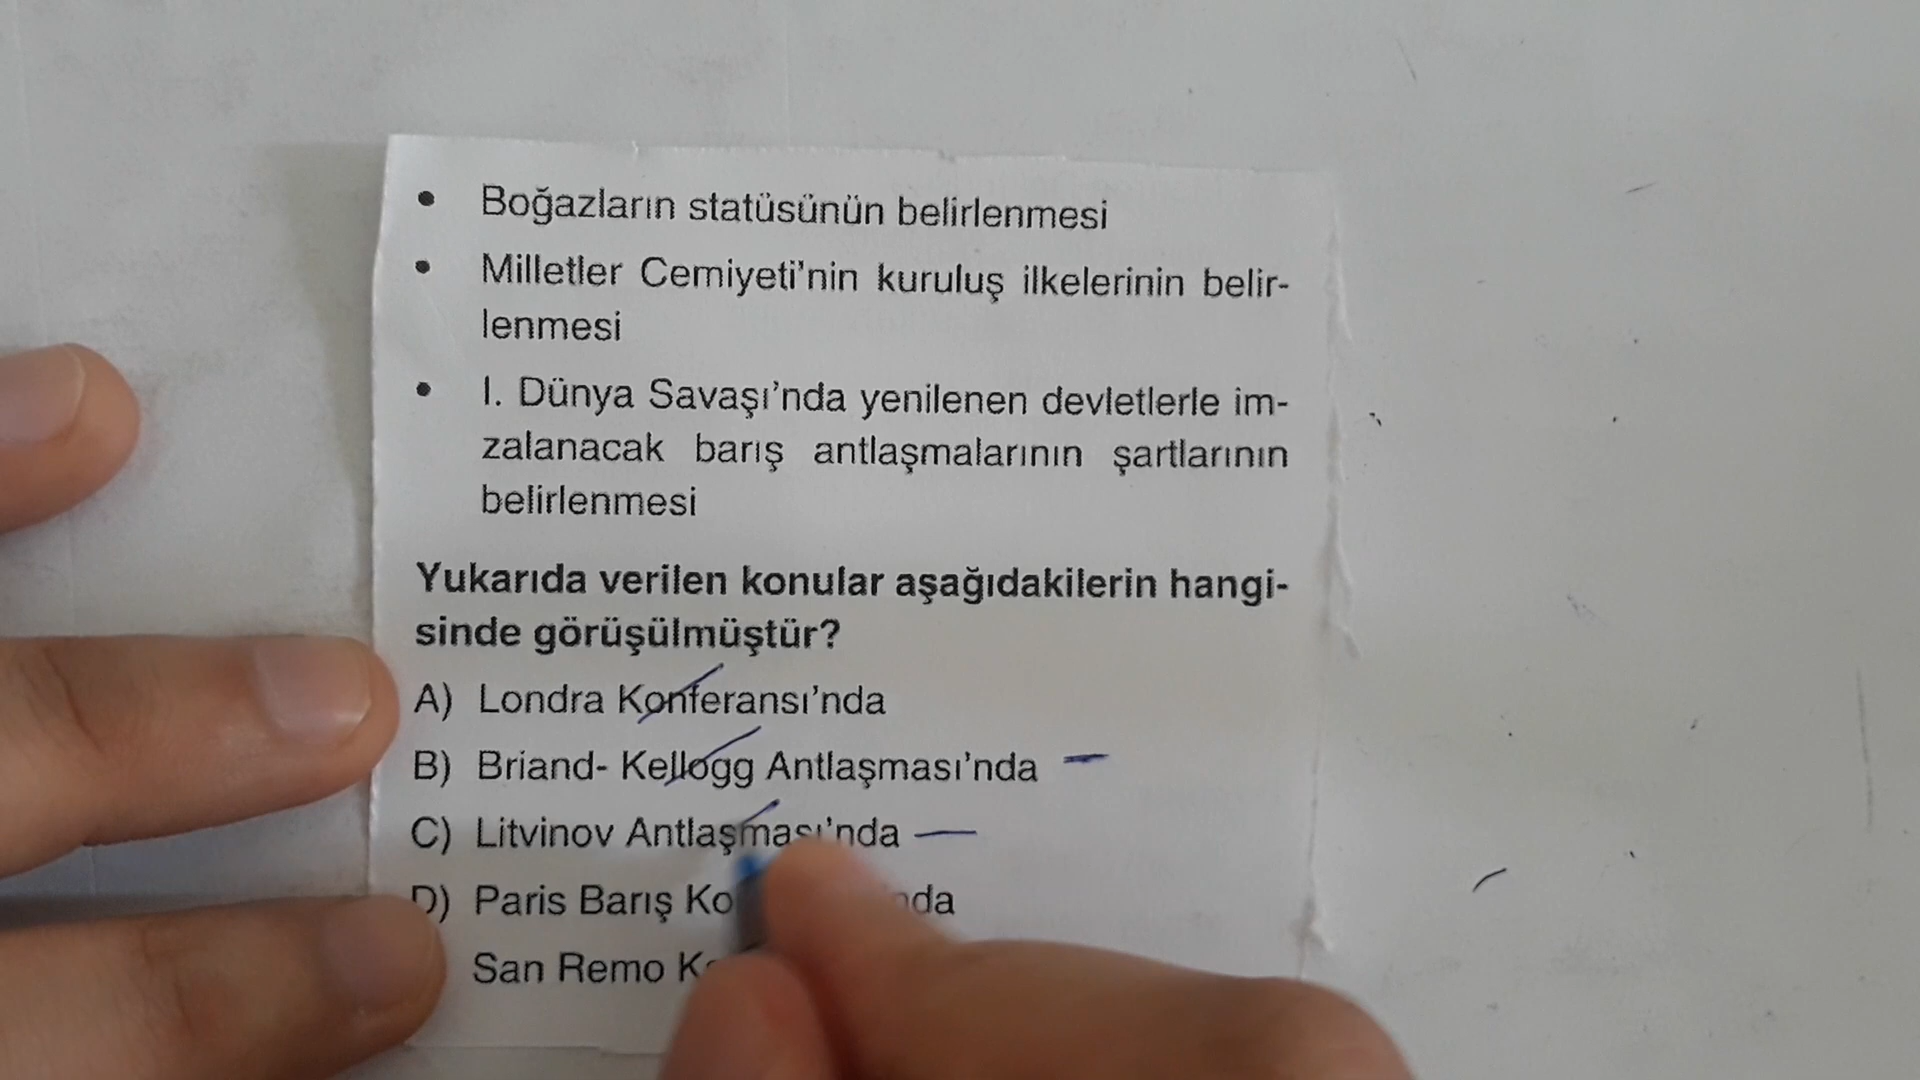 • Boğazların statüsünün belirlenmesi
• Milletler Cemiyeti'nin kuruluş ilkelerinin belir-
lenmesi
• I. Dünya Savaşı'nda yenilenen devletlerle im-
zalanacak barış antlaşmalarının şartlarının
belirlenmesi
Yukarıda verilen konular aşağıdakilerin hangi-
sinde görüşülmüştür?
A) Londra Konferansı'nda
B) Briand- Kellogg Antlaşması'nda
C) Litvinov Antlaşması'nda
D) Paris Barış
San Remo